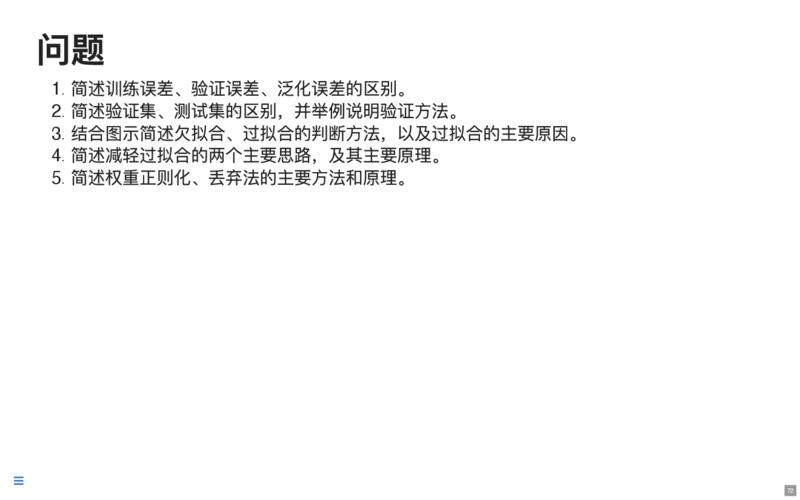 问题
1. 简述训练误差、验证误差、泛化误差的区别。
2. 简述验证集、测试集的区别，并举例说明验证方法。
3. 结合图示简述欠拟合、过拟合的判断方法，以及过拟合的主要原因。
4. 简述减轻过拟合的两个主要思路，及其主要原理。
5. 简述权重正则化、丢弃法的主要方法和原理。
72